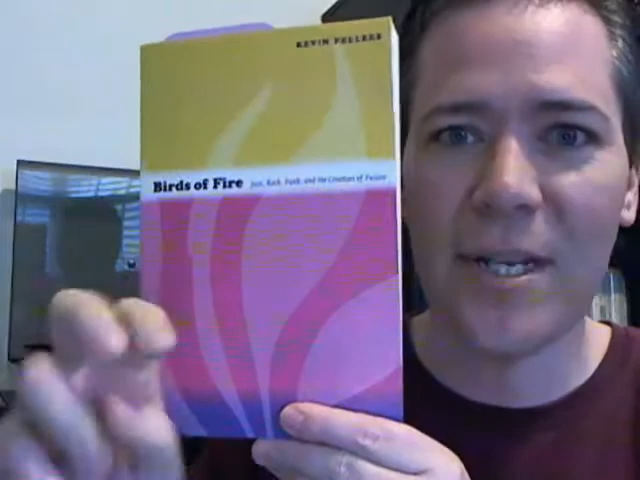 KEVIN FELLEZS
Birds of Fire Jazz, Rock, Funk, and the Creation of Fusion